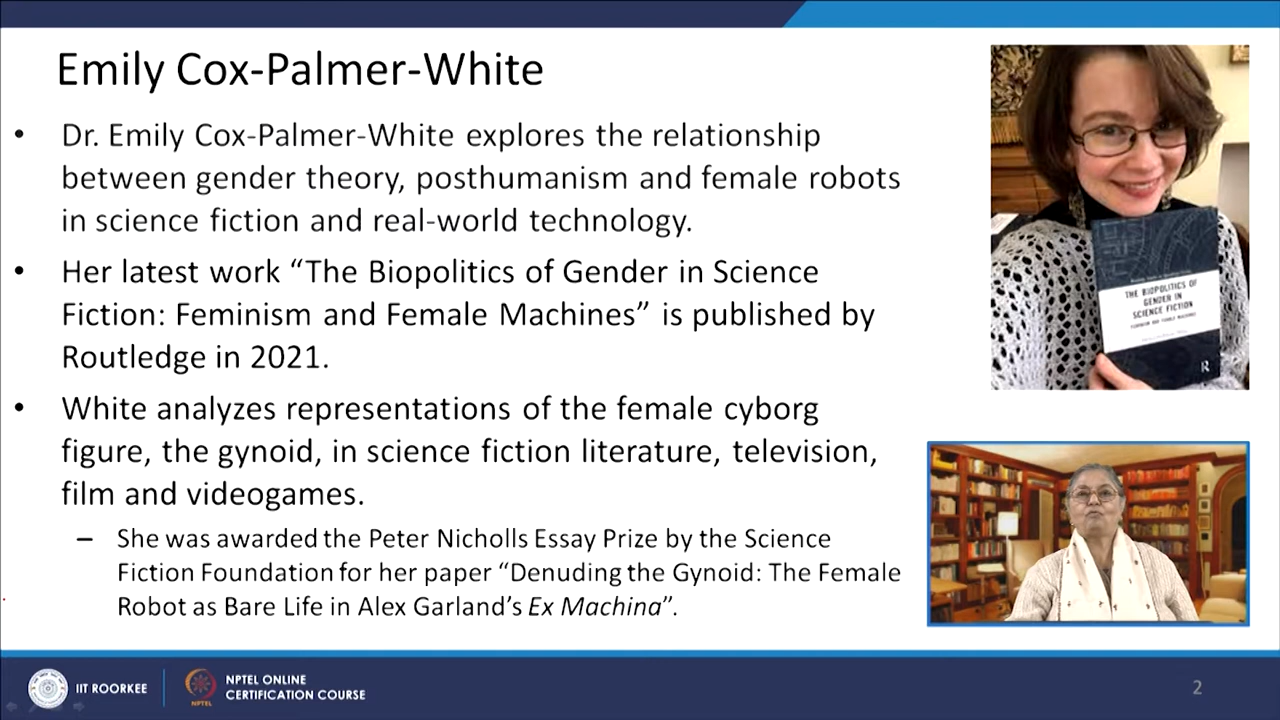 Emily Cox-Palmer-White
• Dr. Emily Cox-Palmer-White explores the relationship
between gender theory, posthumanism and female robots
in science fiction and real-world technology.
• Her latest work “The Biopolitics of Gender in Science
Fiction: Feminism and Female Machines” is published by
Routledge in 2021.
• White analyzes representations of the female cyborg
figure, the gynoid, in science fiction literature, television,
film and videogames.
– She was awarded the Peter Nicholls Essay Prize by the Science
Fiction Foundation for her paper “Denuding the Gynoid: The Female
Robot as Bare Life in Alex Garland’s Ex Machina”.
THE BIOPOLITICS OF
GENDER IN
SCIENCE FICTION
FEMINISM AND FEMALE MACHINES
R
IIT ROORKEE
NPTEL
NPTEL ONLINE
CERTIFICATION COURSE
2